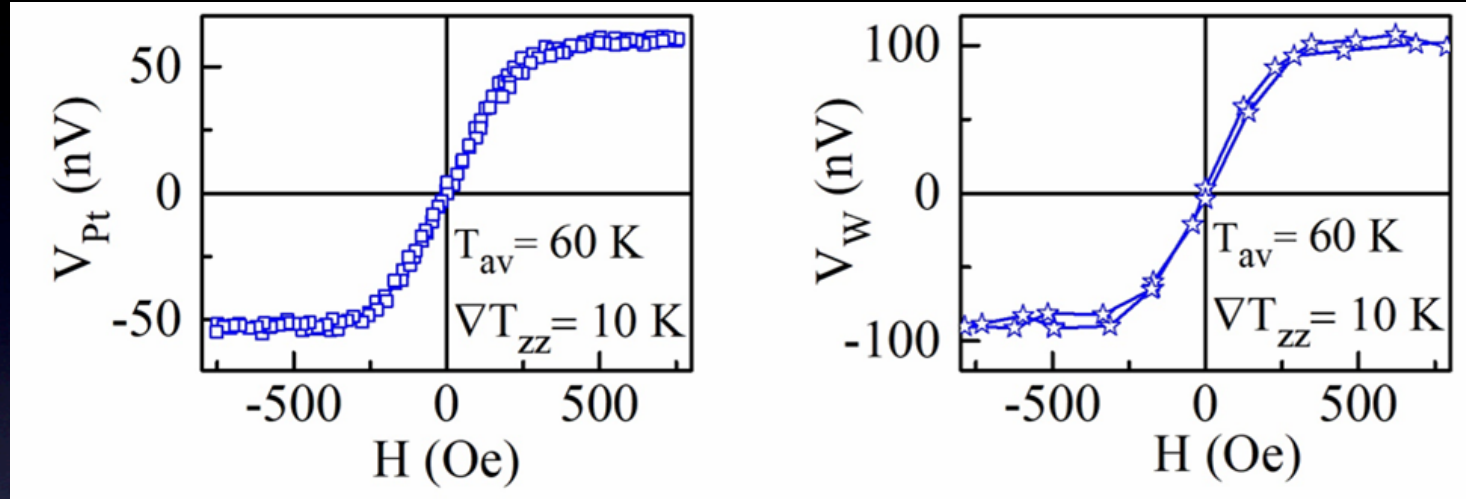 V_Pt (nV)
50
0
-50
T_av= 60 K
∇T_zz= 10 K
-500 0 500
H (Oe)
V_W (nV)
100
0
-100
T_av= 60 K
∇T_zz= 10 K
-500 0 500
H (Oe)